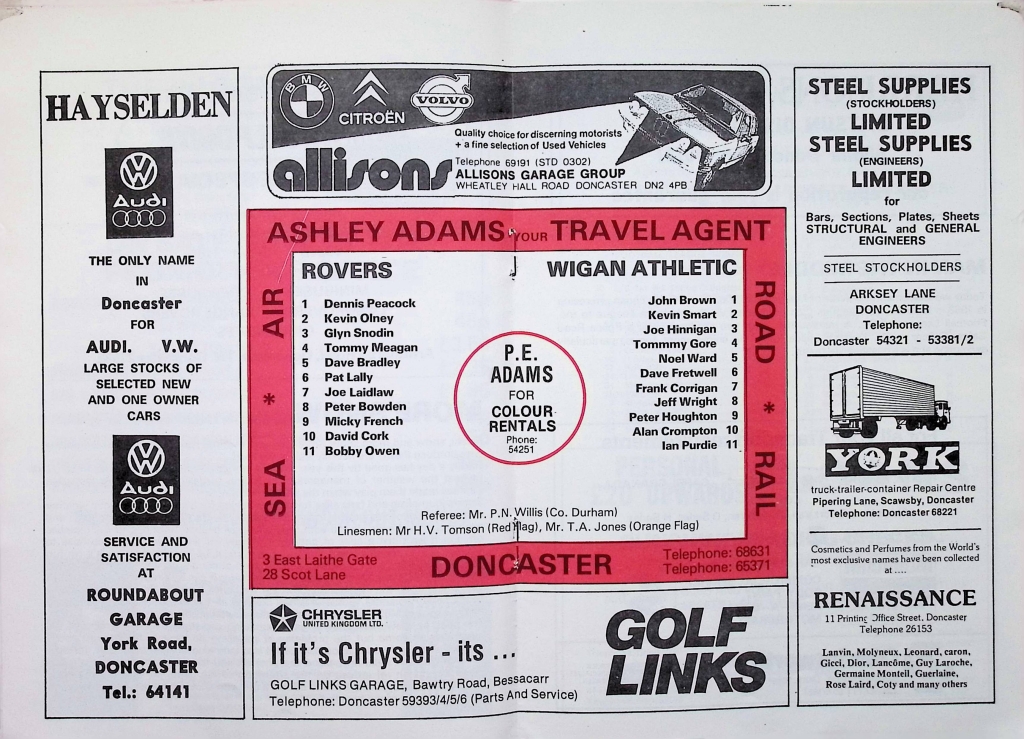 HAYSELDEN
VW
Audi
THE ONLY NAME
IN
Doncaster
FOR
AUDI. V.W.
LARGE STOCKS OF
SELECTED NEW
AND ONE OWNER
CARS
VW
Audi
SERVICE AND
SATISFACTION
AT
ROUNDABOUT
GARAGE
York Road,
DONCASTER
Tel.: 64141
BMW
CITROËN
VOLVO
Quality choice for discerning motorists
+ a fine selection of Used Vehicles
allisons
Telephone 69191 (STD 0302)
ALLISONS GARAGE GROUP
WHEATLEY HALL ROAD DONCASTER DN2 4PB
ASHLEY ADAMS YOUR TRAVEL AGENT
SEA * AIR
ROAD * RAIL
ROVERS
1 Dennis Peacock
2 Kevin Olney
3 Glyn Snodin
4 Tommy Meagan
5 Dave Bradley
6 Pat Lally
7 Joe Laidlaw
8 Peter Bowden
9 Micky French
10 David Cork
11 Bobby Owen
P.E.
ADAMS
FOR
COLOUR
RENTALS
Phone:
54251
WIGAN ATHLETIC
John Brown 1
Kevin Smart 2
Joe Hinnigan 3
Tommmy Gore 4
Noel Ward 5
Dave Fretwell 6
Frank Corrigan 7
Jeff Wright 8
Peter Houghton 9
Alan Crompton 10
Ian Purdie 11
Referee: Mr. P.N. Willis (Co. Durham)
Linesmen: Mr H.V. Tomson (Red Flag), Mr. T.A. Jones (Orange Flag)
3 East Laithe Gate
28 Scot Lane
DONCASTER
Telephone: 68631
Telephone: 65371
CHRYSLER
UNITED KINGDOM LTD.
If it's Chrysler - its ...
GOLF LINKS GARAGE, Bawtry Road, Bessacarr
Telephone: Doncaster 59393/4/5/6 (Parts And Service)
GOLF
LINKS
STEEL SUPPLIES
(STOCKHOLDERS)
LIMITED
STEEL SUPPLIES
(ENGINEERS)
LIMITED
for
Bars, Sections, Plates, Sheets
STRUCTURAL and GENERAL
ENGINEERS
STEEL STOCKHOLDERS
ARKSEY LANE
DONCASTER
Telephone:
Doncaster 54321 - 53381/2
YORK
truck-trailer-container Repair Centre
Pipering Lane, Scawsby, Doncaster
Telephone: Doncaster 68221
Cosmetics and Perfumes from the World's
most exclusive names have been collected
at ....
RENAISSANCE
11 Printing Office Street, Doncaster
Telephone 26153
Lanvin, Molyneux, Leonard, caron,
Gicci, Dior, Lancôme, Guy Laroche,
Germaine Monteil, Guerlaine,
Rose Laird, Coty and many others